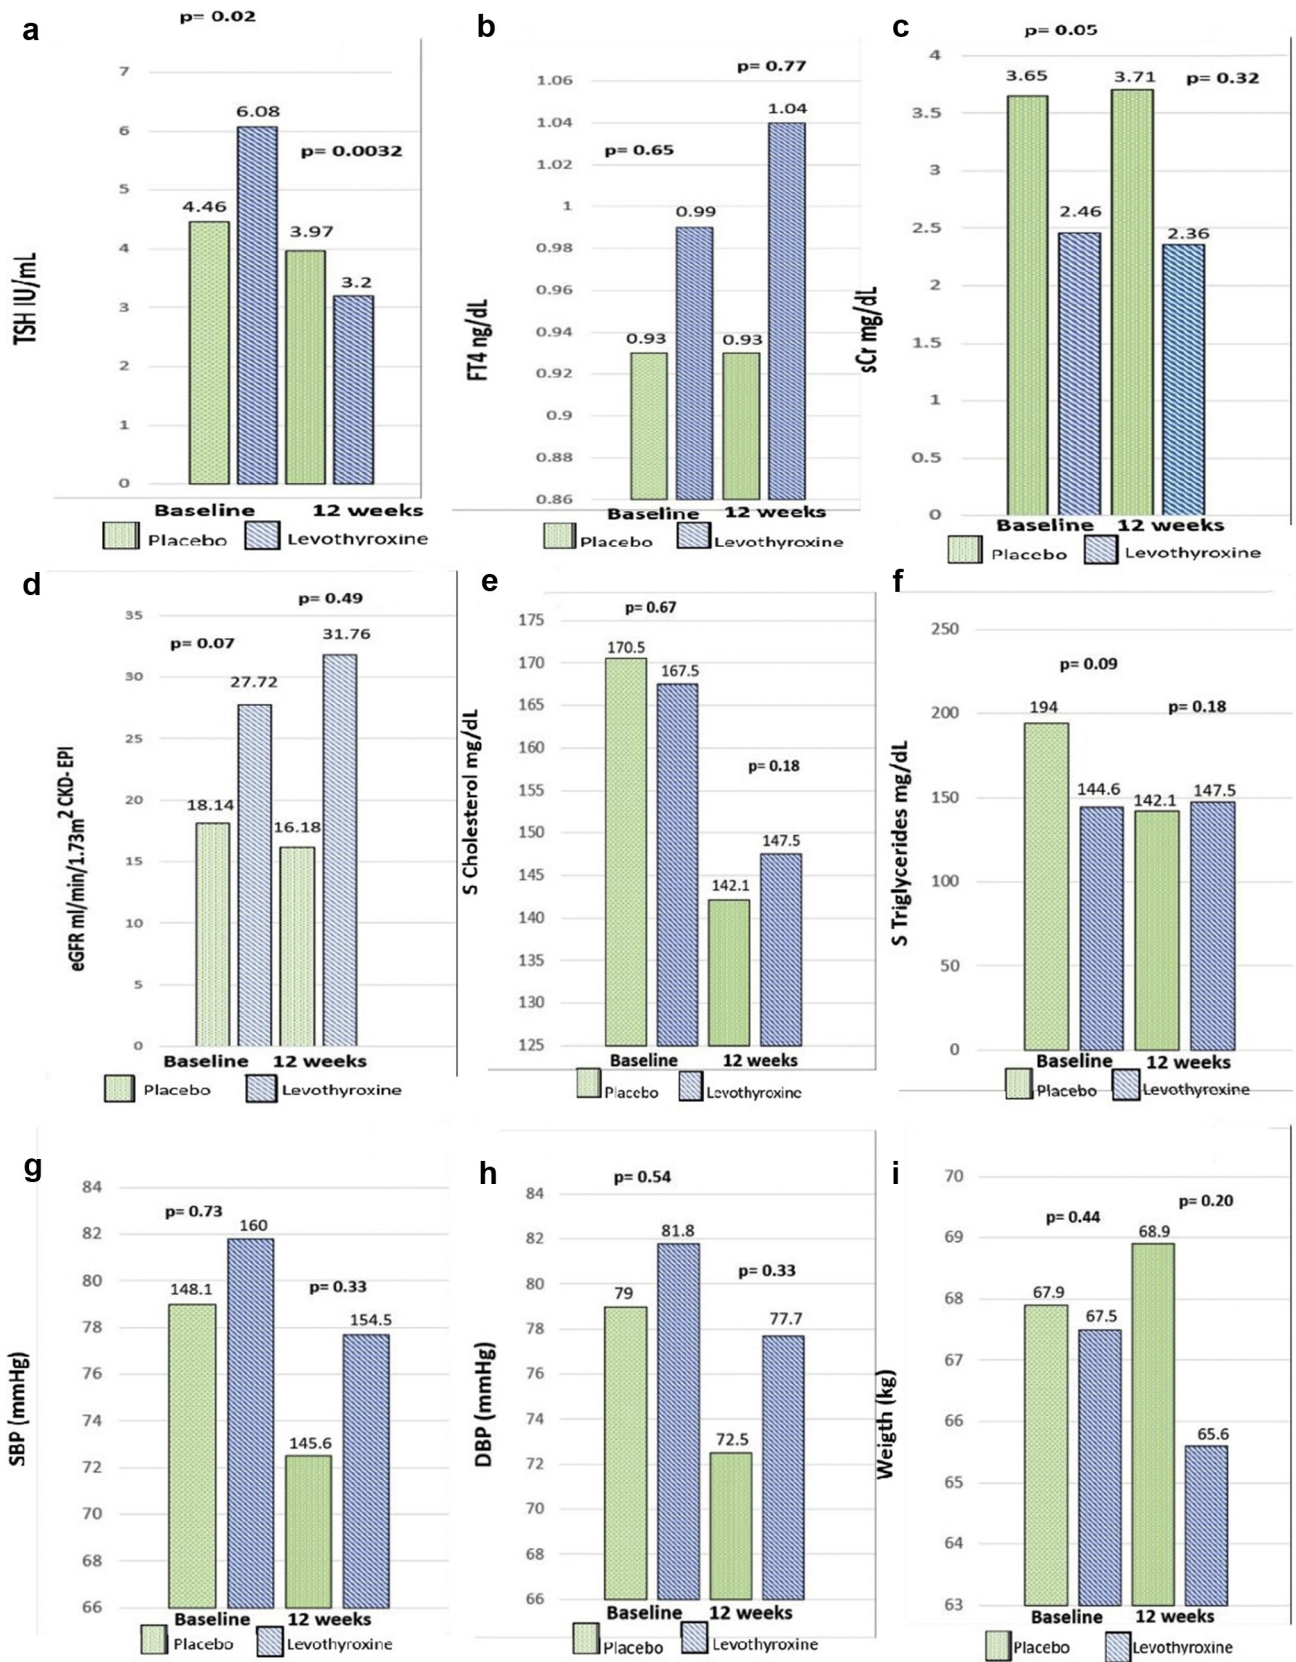 a
p= 0.02
7
6
5
4
3
2
1
0
TSH IU/mL
6.08
p= 0.0032
4.46
3.97
3.2
Baseline 12 weeks
Placebo Levothyroxine
b
p= 0.77
1.06
1.04
1.02
1
0.98
0.96
0.94
0.92
0.9
0.88
0.86
FT4 ng/dL
1.04
p= 0.65
0.99
0.93
0.93
Baseline 12 weeks
Placebo Levothyroxine
c
p= 0.05
4
3.5
3
2.5
2
1.5
1
0.5
0
sCr mg/dL
3.65
3.71
p= 0.32
2.46
2.36
Baseline 12 weeks
Placebo Levothyroxine
d
p= 0.49
35
30
25
20
15
10
5
0
eGFR ml/min/1.73m2 CKD- EPI
p= 0.07
31.76
27.72
18.14
16.18
Baseline 12 weeks
Placebo Levothyroxine
e
p= 0.67
175
170
165
160
155
150
145
140
135
130
125
S Cholesterol mg/dL
170.5
167.5
p= 0.18
147.5
142.1
Baseline 12 weeks
Placebo Levothyroxine
f
250
200
150
100
50
0
S Triglycerides mg/dL
p= 0.09
194
p= 0.18
144.6
142.1
147.5
Baseline 12 weeks
Placebo Levothyroxine
g
84
82
80
78
76
74
72
70
68
66
SBP (mmHg)
p= 0.73
160
148.1
p= 0.33
154.5
145.6
Baseline 12 weeks
Placebo Levothyroxine
h
p= 0.54
84
82
80
78
76
74
72
70
68
66
DBP (mmHg)
81.8
79
p= 0.33
77.7
72.5
Baseline 12 weeks
Placebo Levothyroxine
i
70
69
68
67
66
65
64
63
Weigth (kg)
p= 0.44
p= 0.20
68.9
67.9
67.5
65.6
Baseline 12 weeks
Placebo Levothyroxine